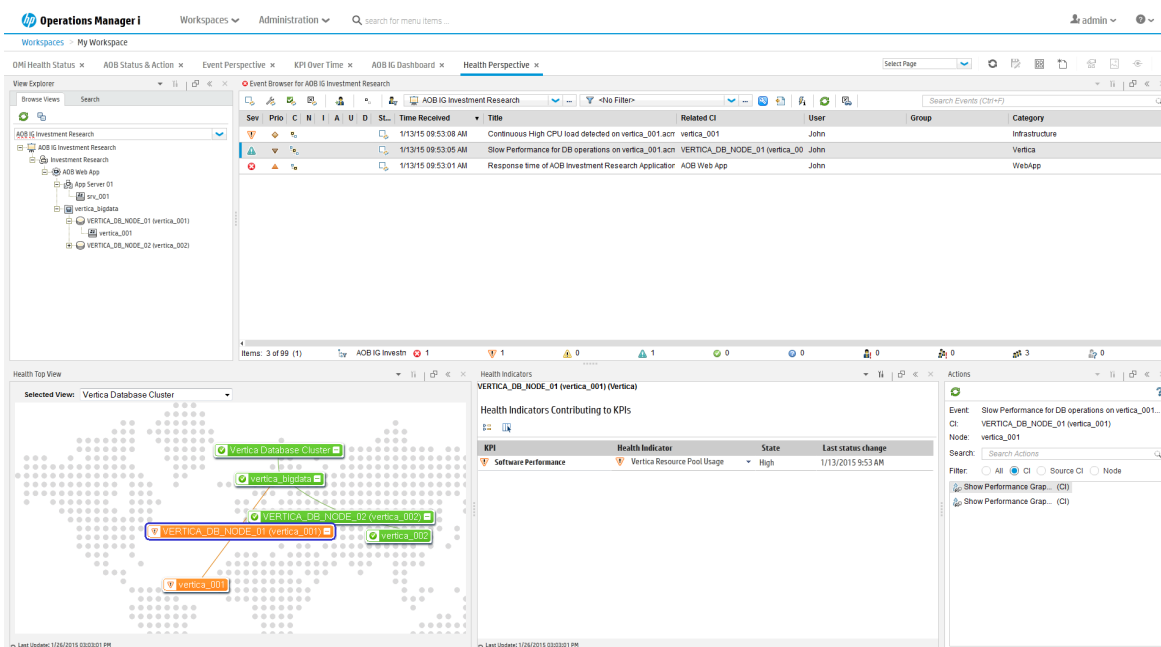 hp Operations Manager i Workspaces Administration search for menu items ... admin
Workspaces > My Workspace
OMi Health Status × AOB Status & Action × Event Perspective × KPI Over Time × AOB IG Dashboard × Health Perspective × Select Page
View Explorer
Browse Views Search
AOB IG Investment Research
AOB IG Investment Research
Investment Research
AOB Web App
App Server 01
srv_001
vertica_bigdata
VERTICA_DB_NODE_01 (vertica_001)
vertica_001
VERTICA_DB_NODE_02 (vertica_002)
Event Browser for AOB IG Investment Research
AOB IG Investment Research ... <No Filter> ... Search Events (Ctrl+F)
Sev Prio C N I A U D St... Time Received Title Related CI User Group Category
1/13/15 09:53:08 AM Continuous High CPU load detected on vertica_001.acm vertica_001 John Infrastructure
1/13/15 09:53:05 AM Slow Performance for DB operations on vertica_001.acm VERTICA_DB_NODE_01 (vertica_00 John Vertica
1/13/15 09:53:01 AM Response time of AOB Investment Research Application AOB Web App John WebApp
Items: 3 of 99 (1) AOB IG Investn 1 1 0 1 0 0 0 0 3 0
Health Top View
Selected View: Vertica Database Cluster
Vertica Database Cluster
vertica_bigdata
VERTICA_DB_NODE_02 (vertica_002)
VERTICA_DB_NODE_01 (vertica_001)
vertica_002
vertica_001
Last Update: 1/26/2015 03:03:01 PM
Health Indicators
VERTICA_DB_NODE_01 (vertica_001) (Vertica)
Health Indicators Contributing to KPIs
KPI Health Indicator State Last status change
Software Performance Vertica Resource Pool Usage High 1/13/2015 9:53 AM
Last Update: 1/26/2015 03:03:01 PM
Actions
Event: Slow Performance for DB operations on vertica_001...
CI: VERTICA_DB_NODE_01 (vertica_001)
Node: vertica_001
Search: Search Actions
Filter: All CI Source CI Node
Show Performance Grap... (CI)
Show Performance Grap... (CI)